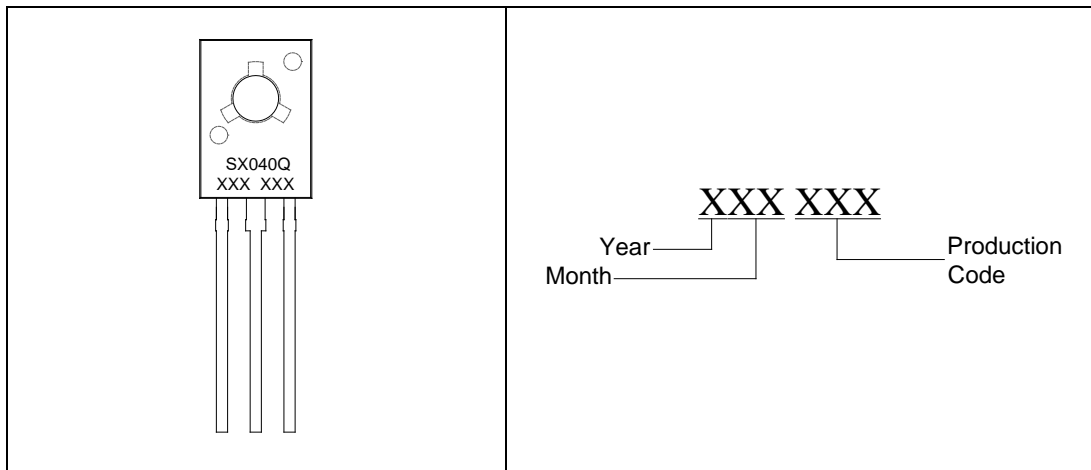 SX040Q
XXX XXX
XXX XXX
Year
Month
Production
Code